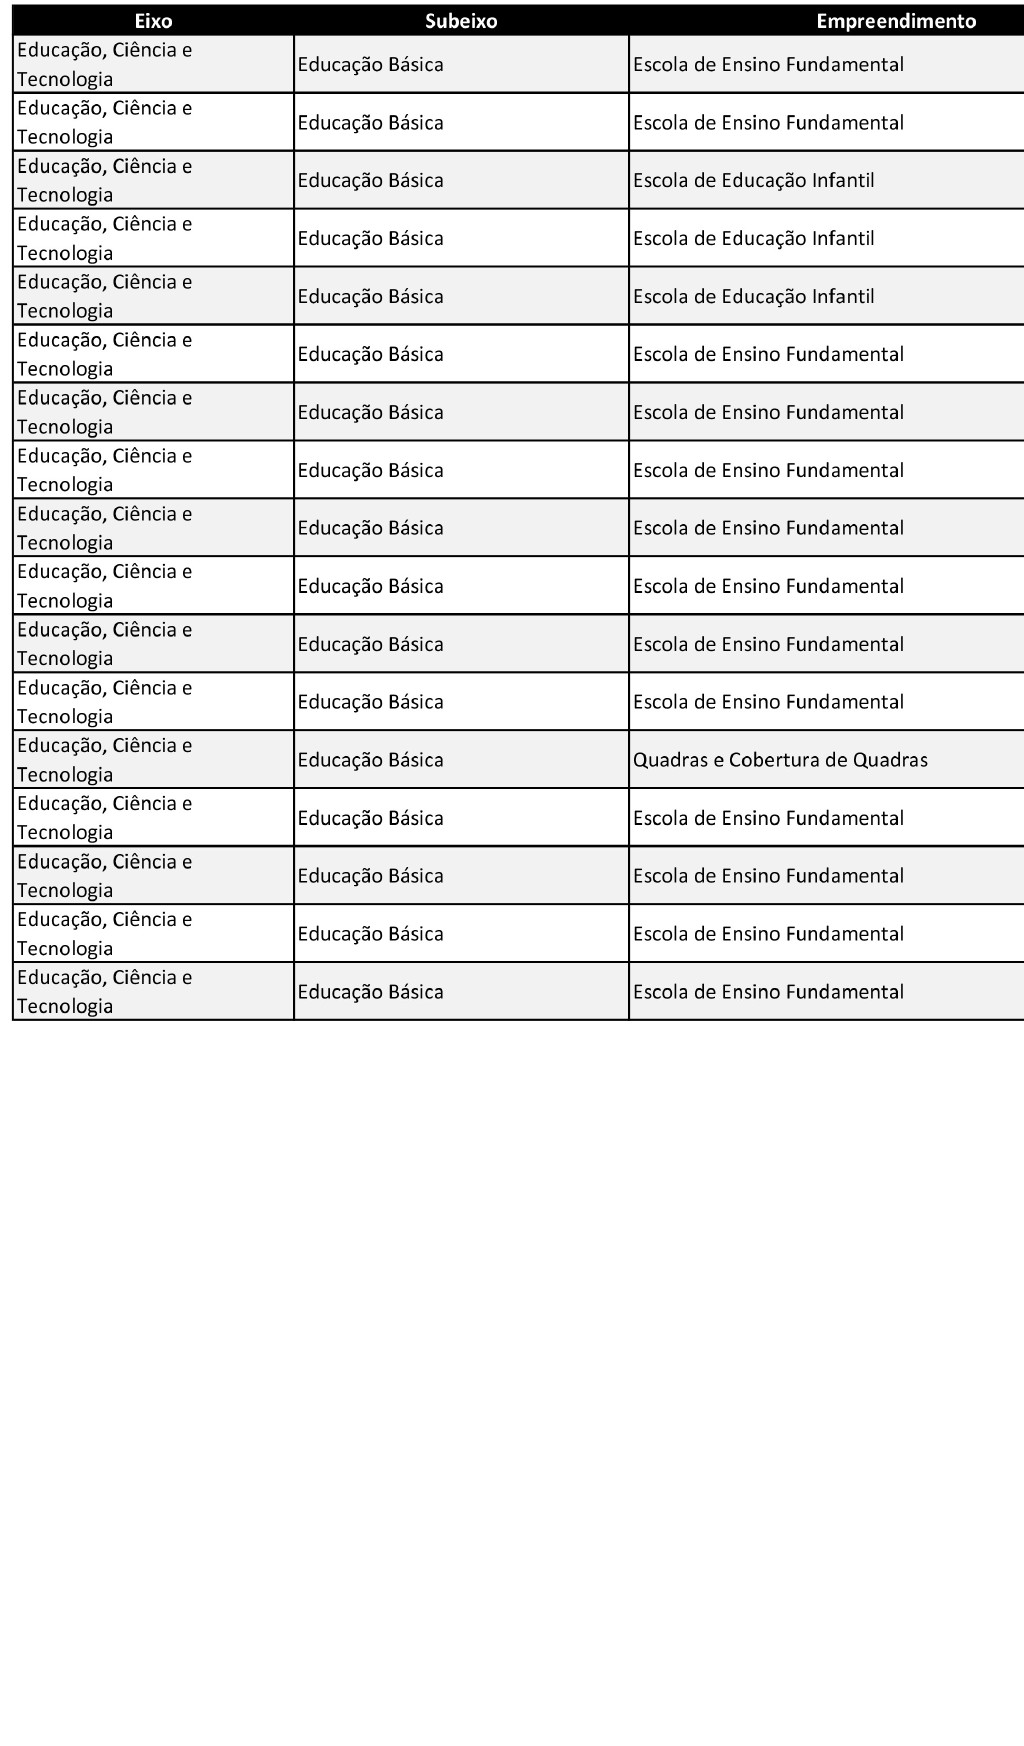 Eixo Subeixo Empreendimento
Educação, Ciência e
Tecnologia
Educação Básica
Escola de Ensino Fundamental
Educação, Ciência e
Tecnologia
Educação Básica
Escola de Ensino Fundamental
Educação, Ciência e
Tecnologia
Educação Básica
Escola de Educação Infantil
Educação, Ciência e
Tecnologia
Educação Básica
Escola de Educação Infantil
Educação, Ciência e
Tecnologia
Educação Básica
Escola de Educação Infantil
Educação, Ciência e
Tecnologia
Educação Básica
Escola de Ensino Fundamental
Educação, Ciência e
Tecnologia
Educação Básica
Escola de Ensino Fundamental
Educação, Ciência e
Tecnologia
Educação Básica
Escola de Ensino Fundamental
Educação, Ciência e
Tecnologia
Educação Básica
Escola de Ensino Fundamental
Educação, Ciência e
Tecnologia
Educação Básica
Escola de Ensino Fundamental
Educação, Ciência e
Tecnologia
Educação Básica
Escola de Ensino Fundamental
Educação, Ciência e
Tecnologia
Educação Básica
Escola de Ensino Fundamental
Educação, Ciência e
Tecnologia
Educação Básica
Quadras e Cobertura de Quadras
Educação, Ciência e
Tecnologia
Educação Básica
Escola de Ensino Fundamental
Educação, Ciência e
Tecnologia
Educação Básica
Escola de Ensino Fundamental
Educação, Ciência e
Tecnologia
Educação Básica
Escola de Ensino Fundamental
Educação, Ciência e
Tecnologia
Educação Básica
Escola de Ensino Fundamental